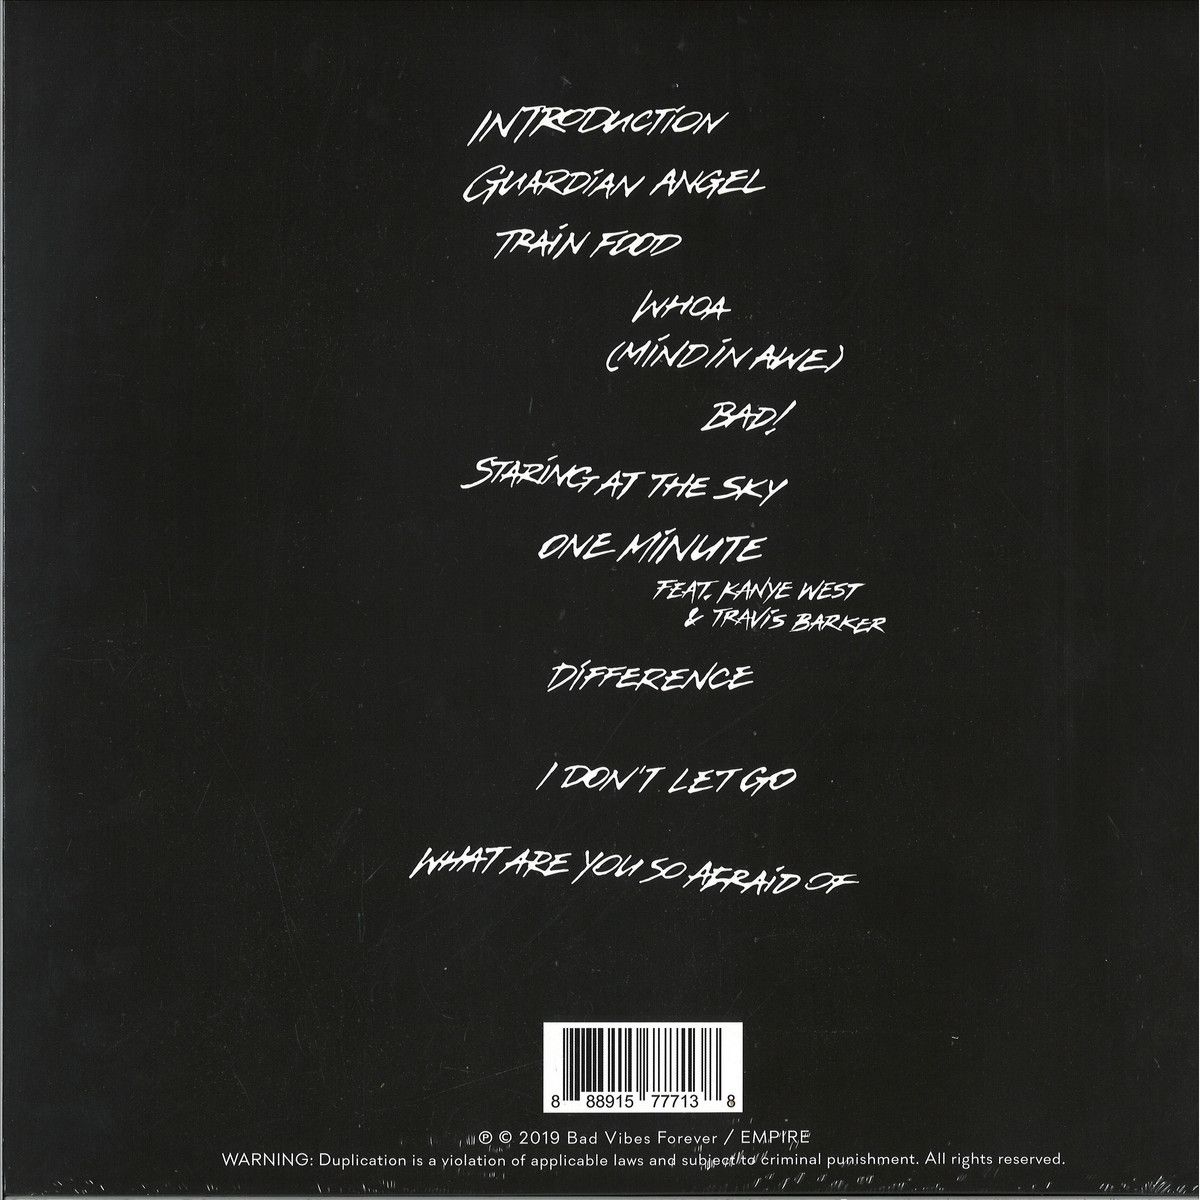 INTRODUCTION
GUARDIAN ANGEL
TRAIN FOOD
WHOA
(MIND IN AWE)
BAD!
STARING AT THE SKY
ONE MINUTE
FEAT. KANYE WEST
& TRAVIS BARKER
DIFFERENCE
I DON'T LET GO
WHAT ARE YOU SO AFRAID OF
8 88915 77713 8
℗ © 2019 Bad Vibes Forever / EMPIRE
WARNING: Duplication is a violation of applicable laws and subject to criminal punishment. All rights reserved.